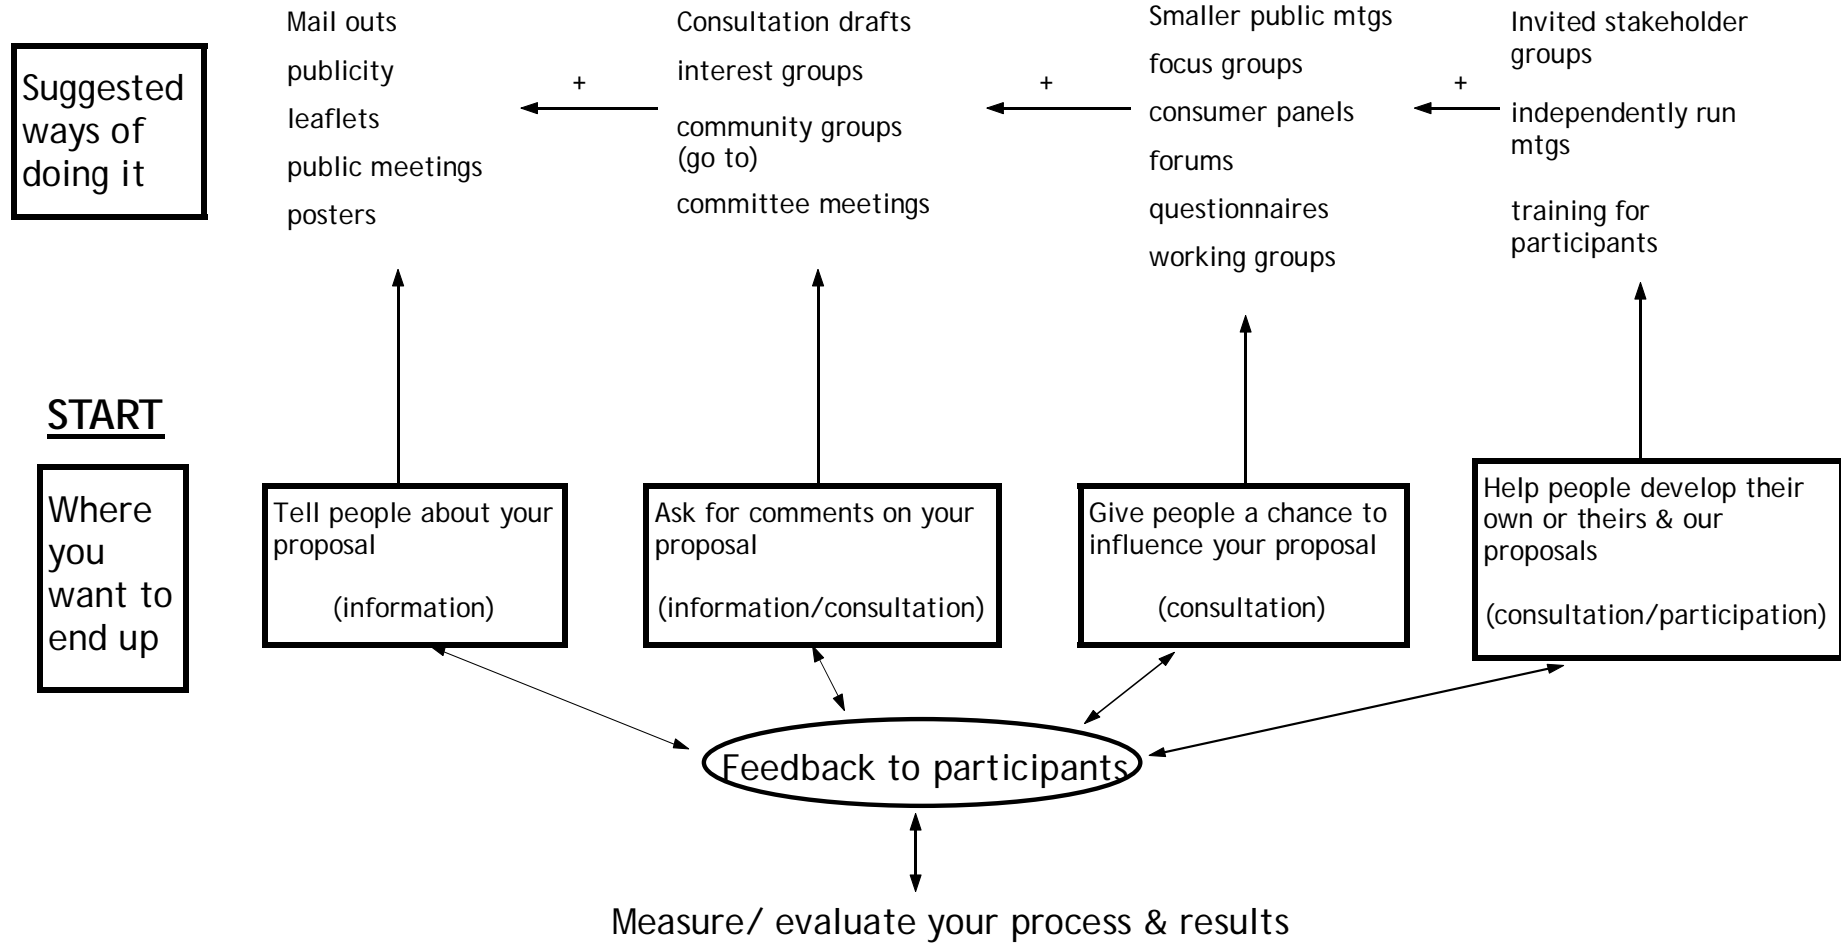 Suggested
ways of
doing it
Mail outs
publicity
leaflets
public meetings
posters
+
Consultation drafts
interest groups
community groups
(go to)
committee meetings
+
Smaller public mtgs
focus groups
consumer panels
forums
questionnaires
working groups
+
Invited stakeholder
groups
independently run
mtgs
training for
participants
START
Where
you
want to
end up
Tell people about your
proposal
(information)
Ask for comments on your
proposal
(information/consultation)
Give people a chance to
influence your proposal
(consultation)
Help people develop their
own or theirs & our
proposals
(consultation/participation)
Feedback to participants
Measure/ evaluate your process & results